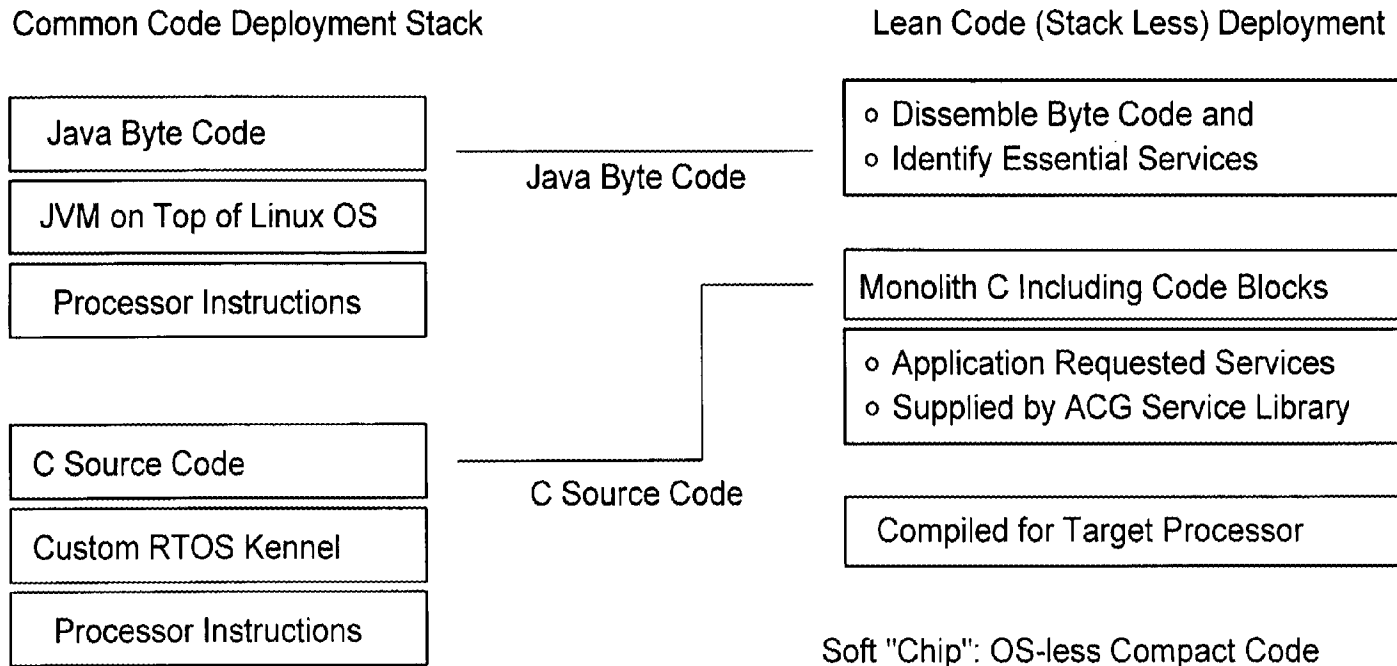 Common Code Deployment Stack
Java Byte Code
JVM on Top of Linux OS
Processor Instructions
C Source Code
Custom RTOS Kennel
Processor Instructions
Java Byte Code
C Source Code
Lean Code (Stack Less) Deployment
o Dissemble Byte Code and
o Identify Essential Services
Monolith C Including Code Blocks
o Application Requested Services
o Supplied by ACG Service Library
Compiled for Target Processor
Soft "Chip": OS-less Compact Code